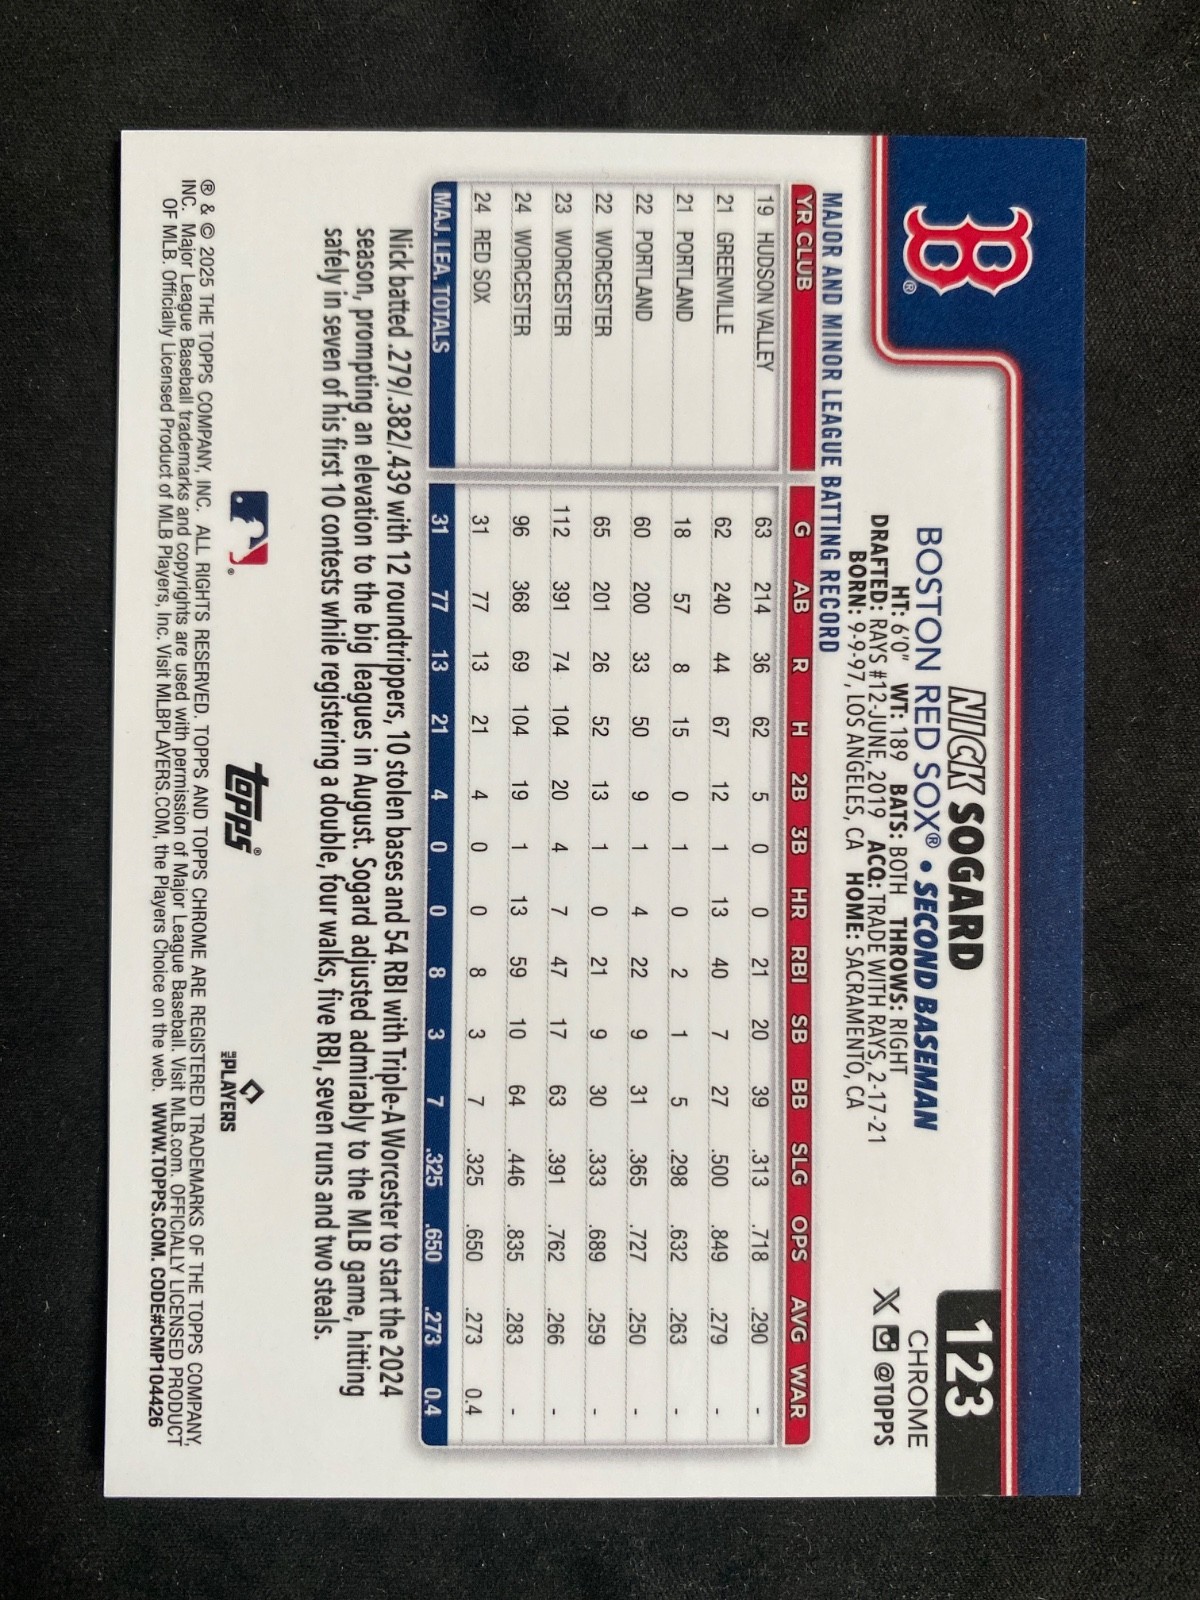 B®
123
CHROME
NICK SOGARD
BOSTON RED SOX® • SECOND BASEMAN
HT: 6'0" WT: 189 BATS: BOTH THROWS: RIGHT
DRAFTED: RAYS #12-JUNE, 2019 ACQ: TRADE WITH RAYS, 2-17-21
BORN: 9-9-97, LOS ANGELES, CA HOME: SACRAMENTO, CA
X @TOPPS
MAJOR AND MINOR LEAGUE BATTING RECORD
YR CLUB G AB R H 2B 3B HR RBI SB BB SLG OPS AVG WAR
19 HUDSON VALLEY 63 214 36 62 5 0 0 21 20 39 .313 .718 .290 -
21 GREENVILLE 62 240 44 67 12 1 13 40 7 27 .500 .849 .279 -
21 PORTLAND 18 57 8 15 0 1 0 2 1 5 .298 .632 .263 -
22 PORTLAND 60 200 33 50 9 1 4 22 9 31 .365 .727 .250 -
22 WORCESTER 65 201 26 52 13 1 0 21 9 30 .333 .689 .259 -
23 WORCESTER 112 391 74 104 20 4 7 47 17 63 .391 .762 .266 -
24 WORCESTER 96 368 69 104 19 1 13 59 10 64 .446 .835 .283 -
24 RED SOX 31 77 13 21 4 0 0 8 3 7 .325 .650 .273 0.4
MAJ. LEA. TOTALS 31 77 13 21 4 0 0 8 3 7 .325 .650 .273 0.4
Nick batted .279/.382/.439 with 12 roundtrippers, 10 stolen bases and 54 RBI with Triple-A Worcester to start the 2024
season, prompting an elevation to the big leagues in August. Sogard adjusted admirably to the MLB game, hitting
safely in seven of his first 10 contests while registering a double, four walks, five RBI, seven runs and two steals.
topps®
MLB PLAYERS
® & © 2025 THE TOPPS COMPANY, INC. ALL RIGHTS RESERVED. TOPPS AND TOPPS CHROME ARE REGISTERED TRADEMARKS OF THE TOPPS COMPANY,
INC. Major League Baseball trademarks and copyrights are used with permission of Major League Baseball. Visit MLB.com. OFFICIALLY LICENSED PRODUCT
OF MLB. Officially Licensed Product of MLB Players, Inc. Visit MLBPLAYERS.COM, the Players Choice on the web. WWW.TOPPS.COM. CODE#CMP104426